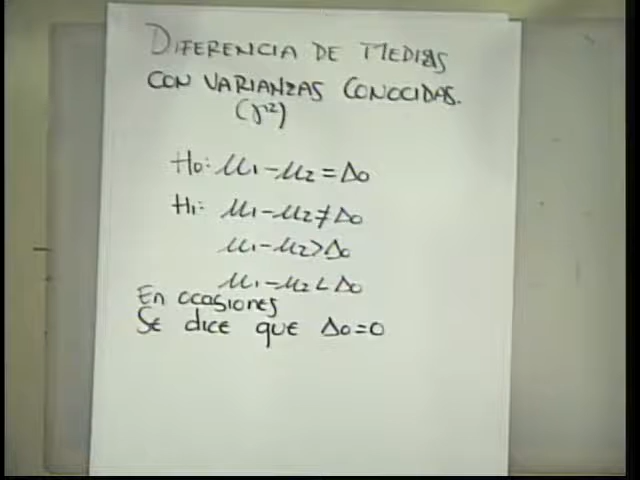 DIFERENCIA DE MEDIAS
CON VARIANZAS CONOCIDAS.
(σ²)
H0: μ1-μ2=Δ0
H1: μ1-μ2≠Δ0
μ1-μ2>Δ0
μ1-μ2<Δ0
En ocasiones
Se dice que Δ0=0